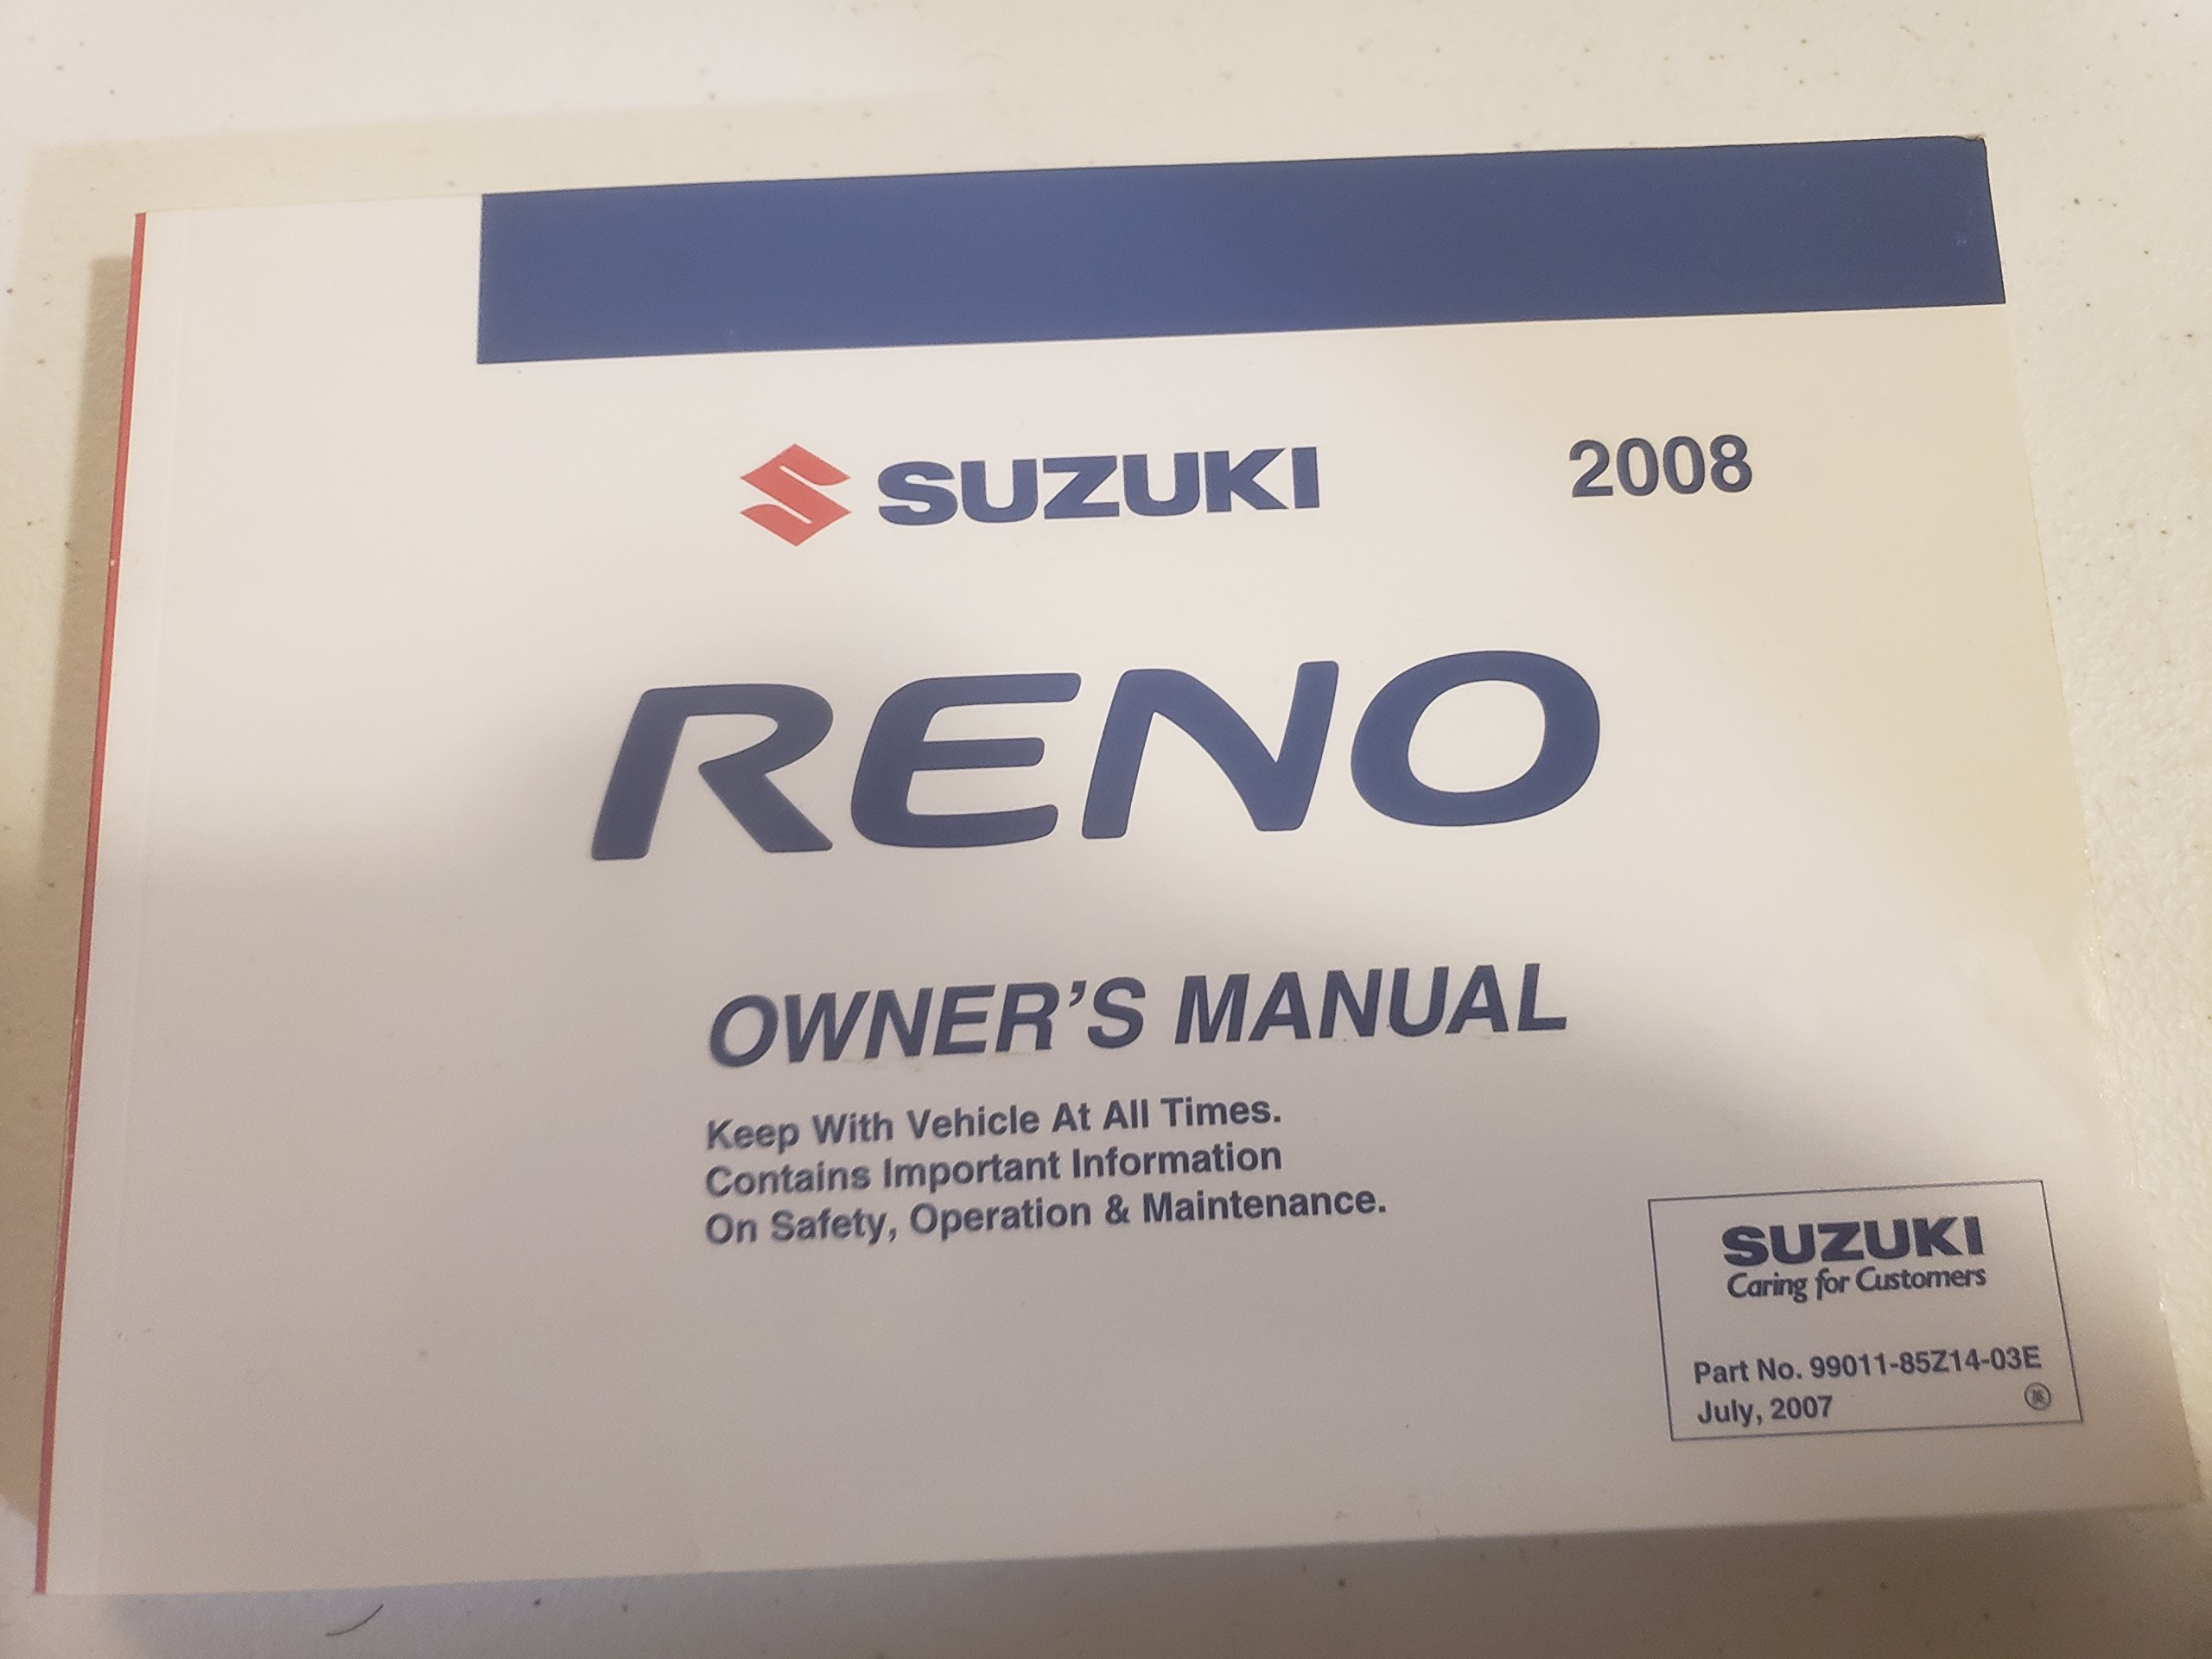 SUZUKI 2008
RENO
OWNER’S MANUAL
Keep With Vehicle At All Times.
Contains Important Information
On Safety, Operation & Maintenance.
SUZUKI
Caring for Customers
Part No. 99011-85Z14-03E
July, 2007 英